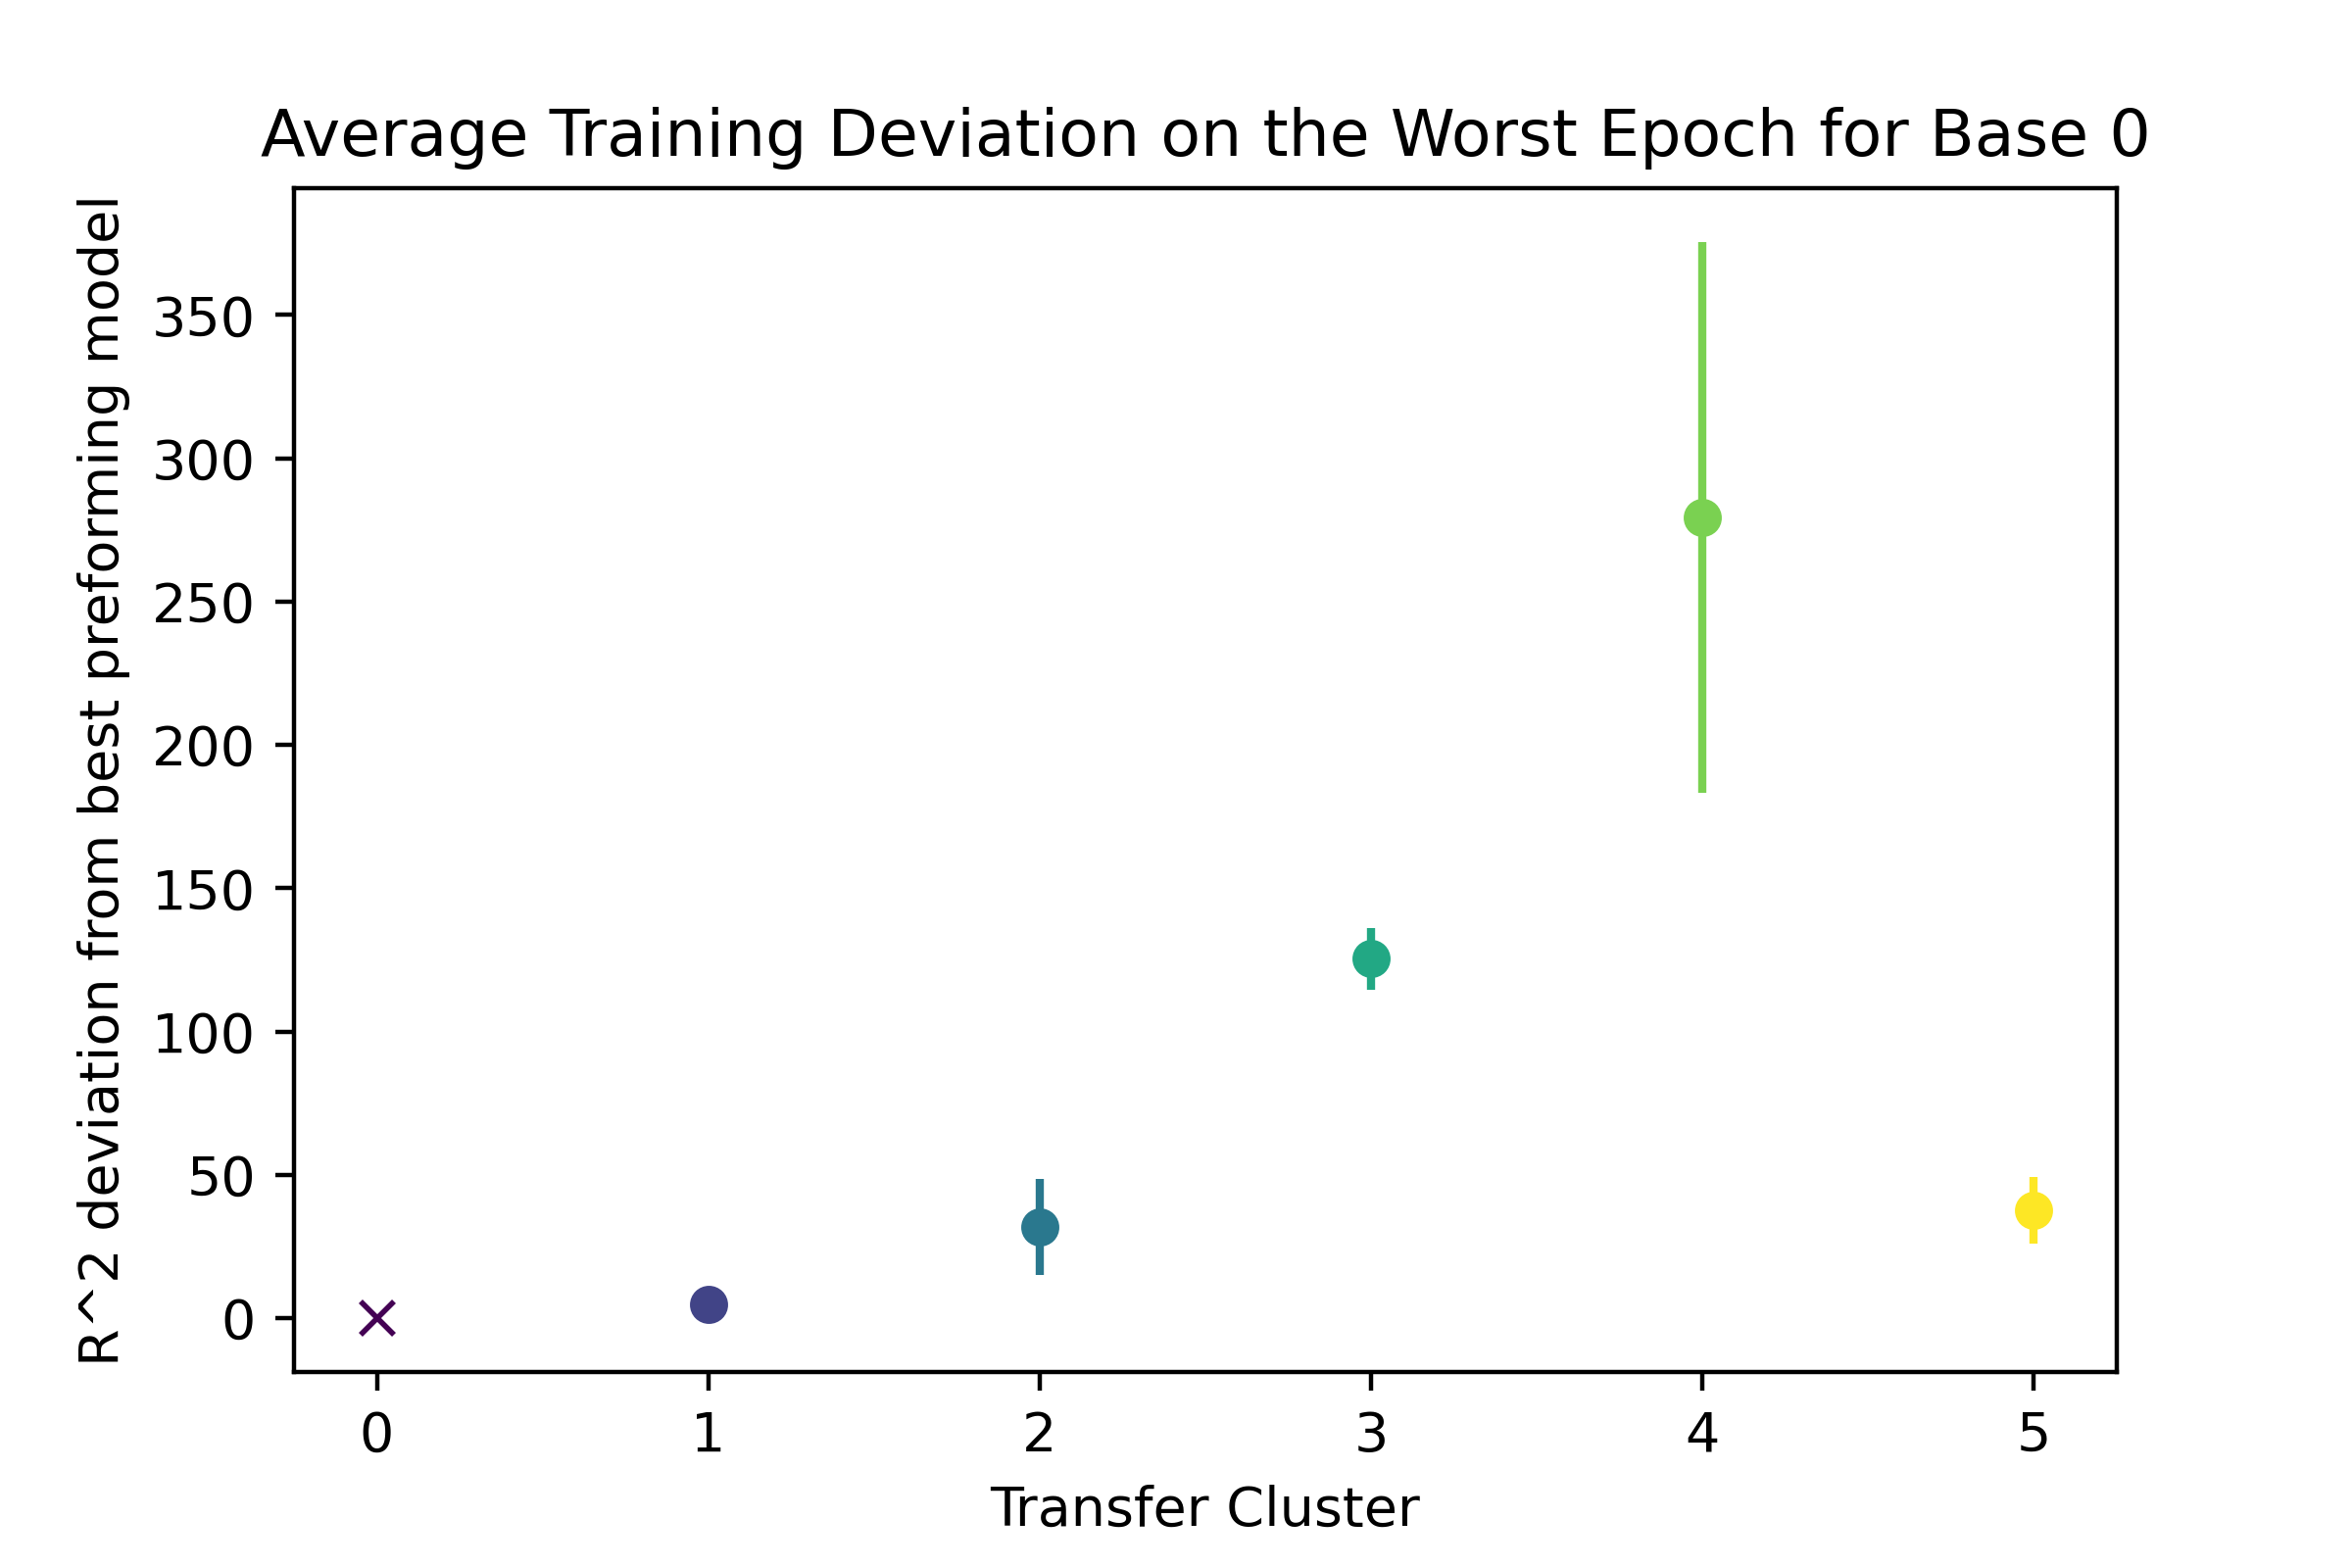 Average Training Deviation on the Worst Epoch for Base 0
R^2 deviation from best preforming model
350
300
250
200
150
100
50
0
0 1 2 3 4 5
Transfer Cluster